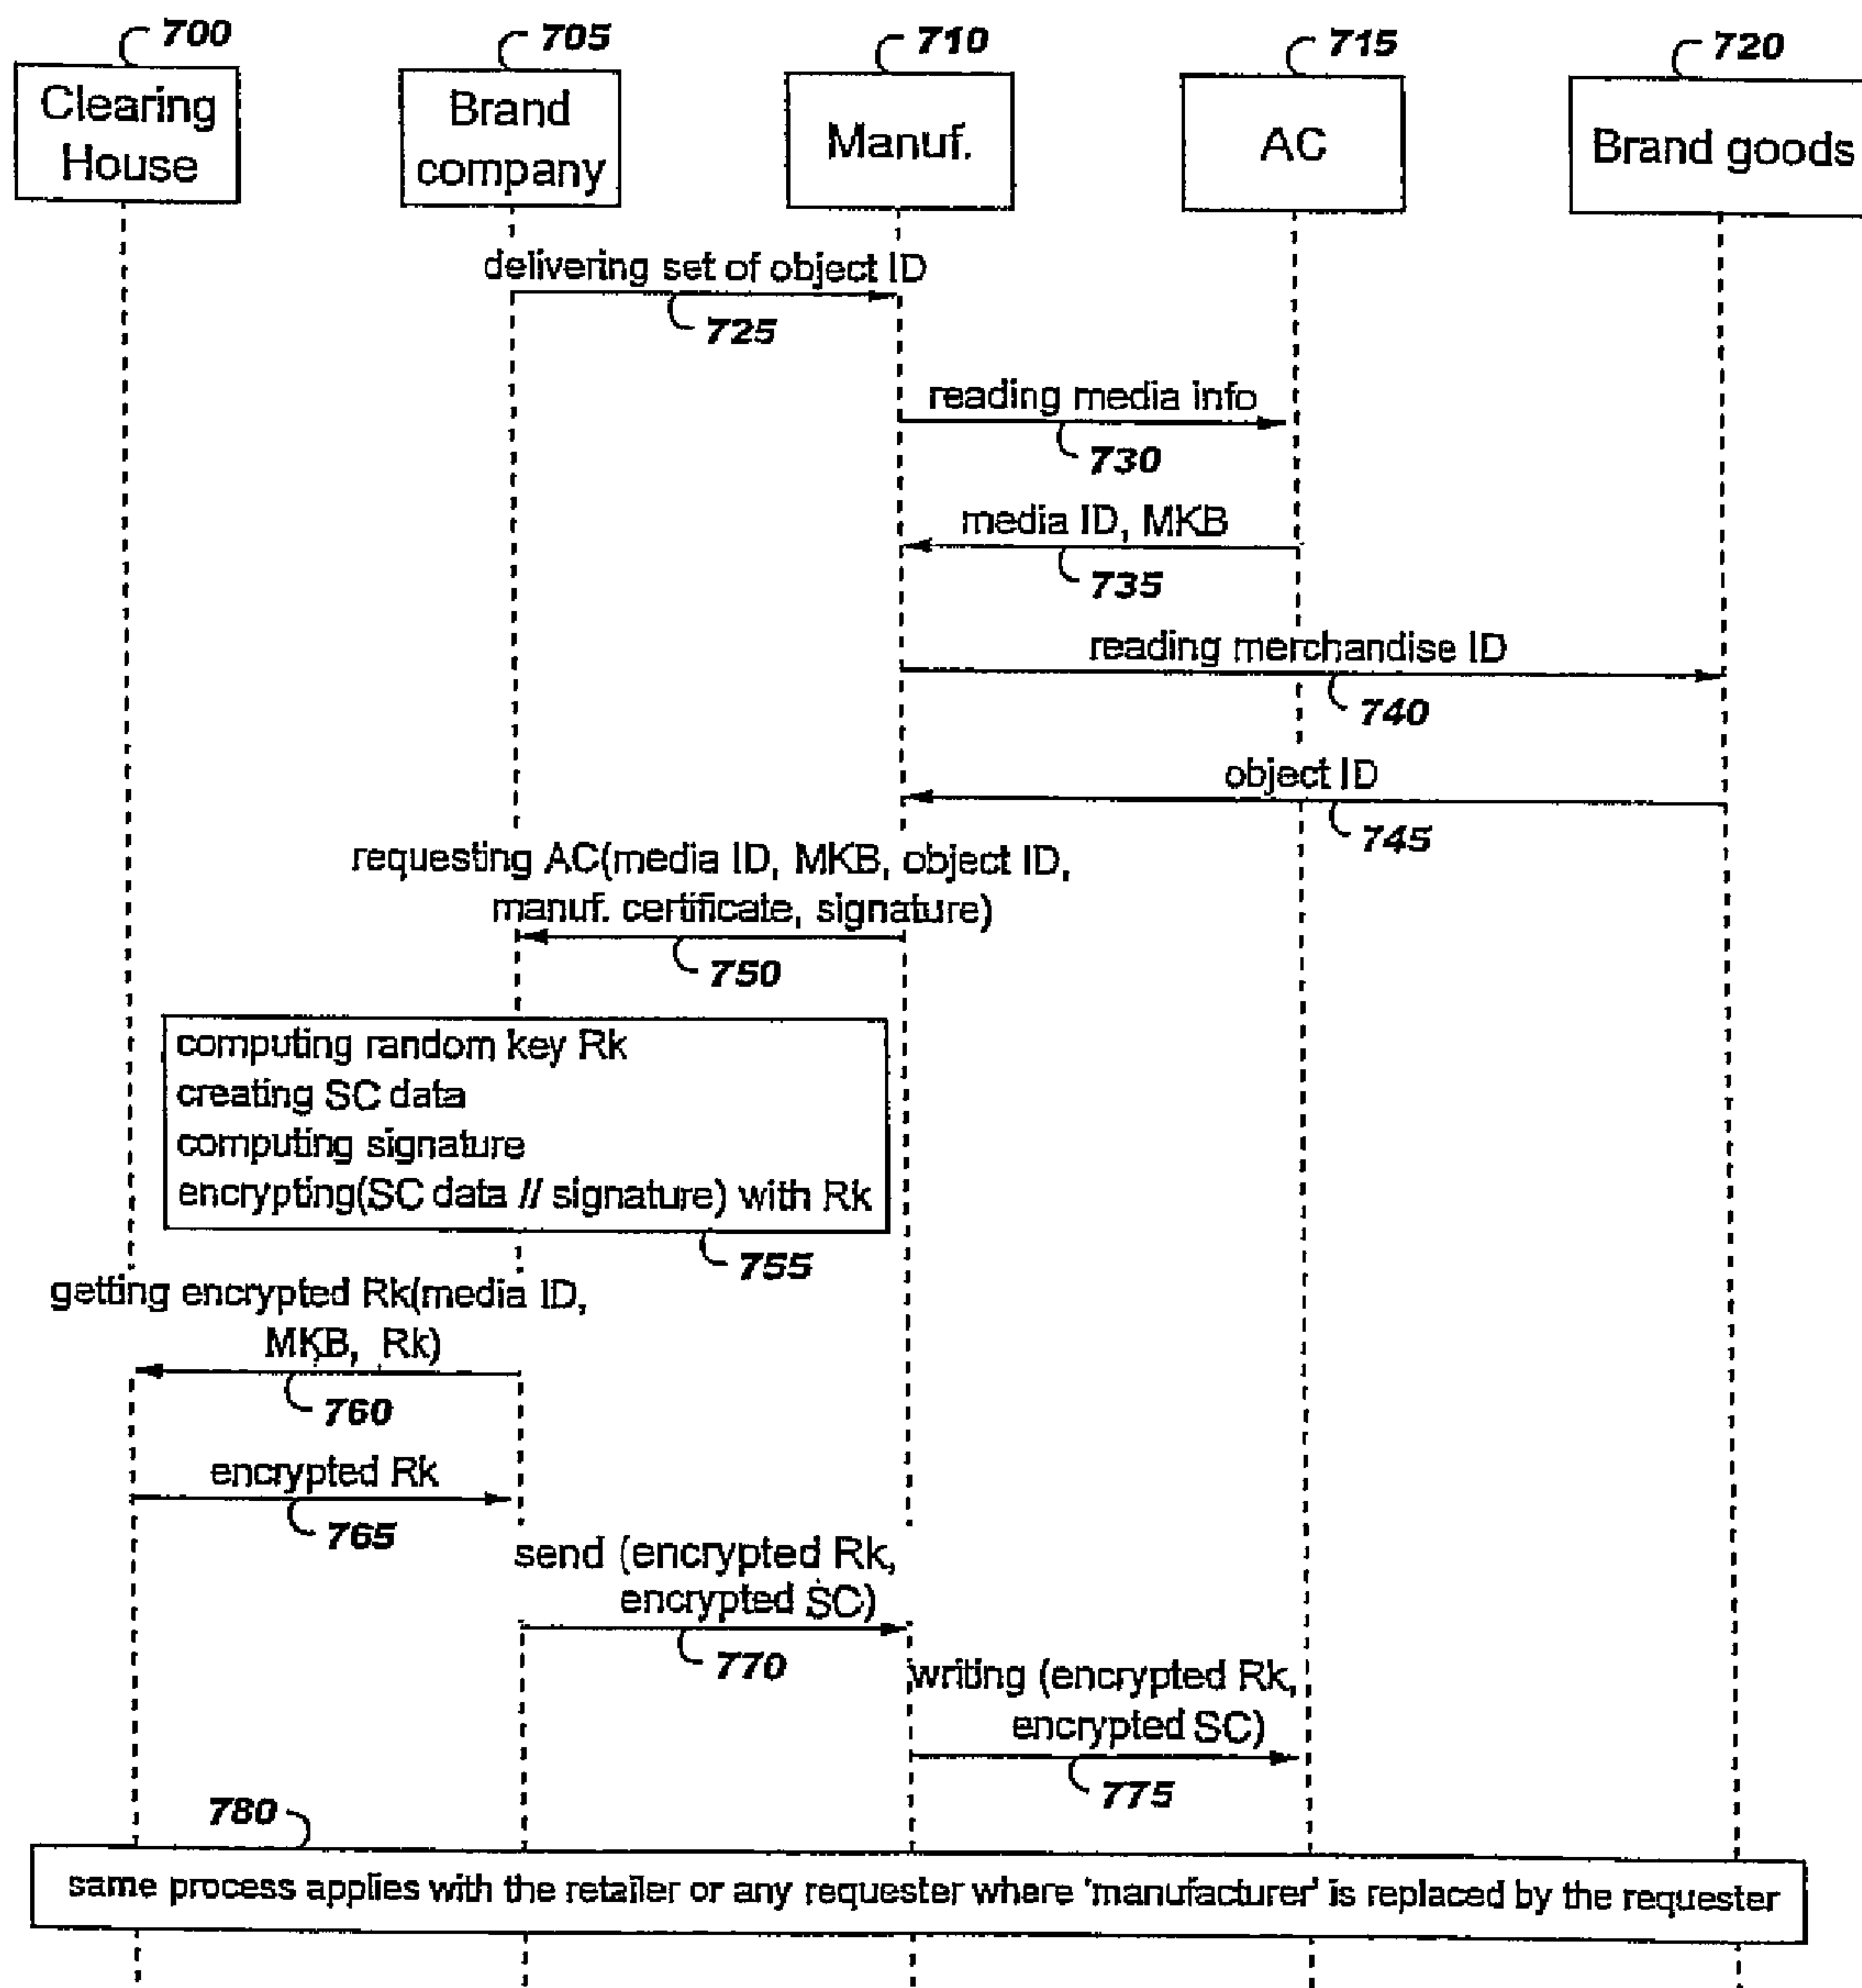 700
705
710
715
720
Clearing
House
Brand
company
Manuf.
AC
Brand goods
delivering set of object ID
725
reading media info
730
media ID, MKB
735
reading merchandise ID
740
object ID
745
requesting AC(media ID, MKB, object ID,
manuf. certificate, signature)
750
computing random key Rk
creating SC data
computing signature
encrypting(SC data // signature) with Rk
755
getting encrypted Rk(media ID,
MKB, Rk)
760
encrypted Rk
765
send (encrypted Rk,
encrypted SC)
770
writing (encrypted Rk,
encrypted SC)
775
780
same process applies with the retailer or any requester where 'manufacturer' is replaced by the requester